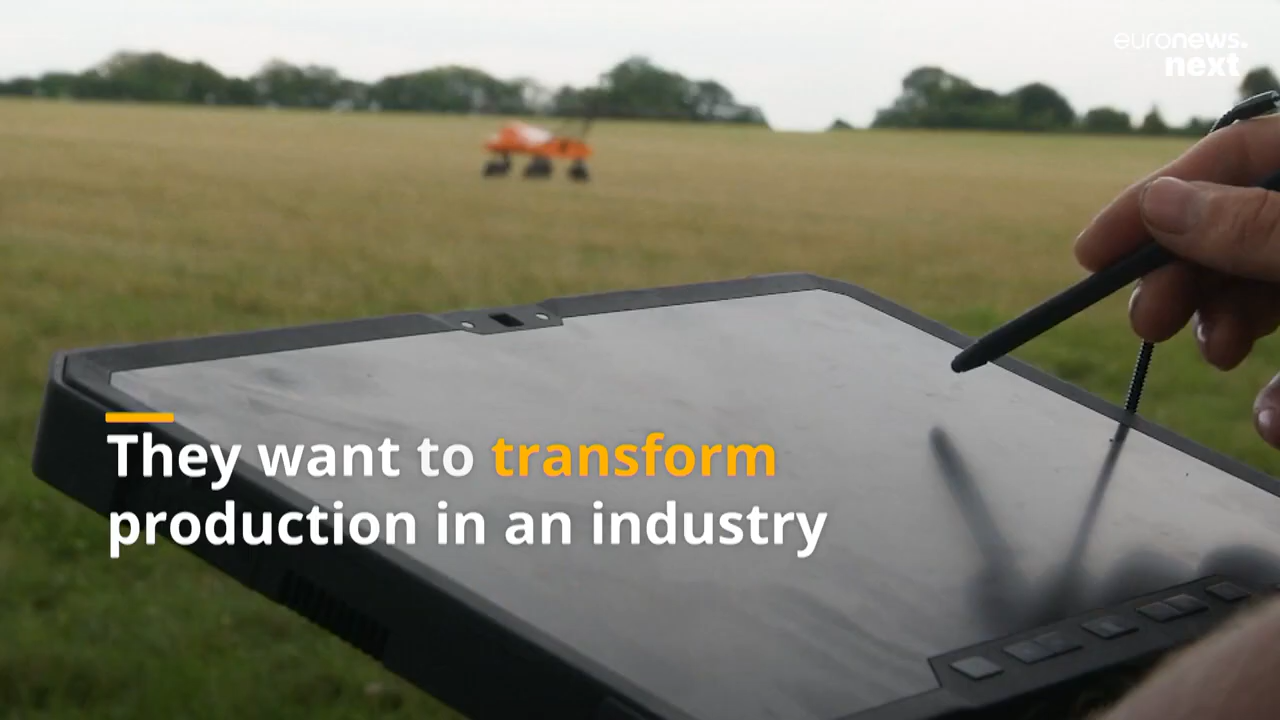 euronews.
next
They want to transform
production in an industry